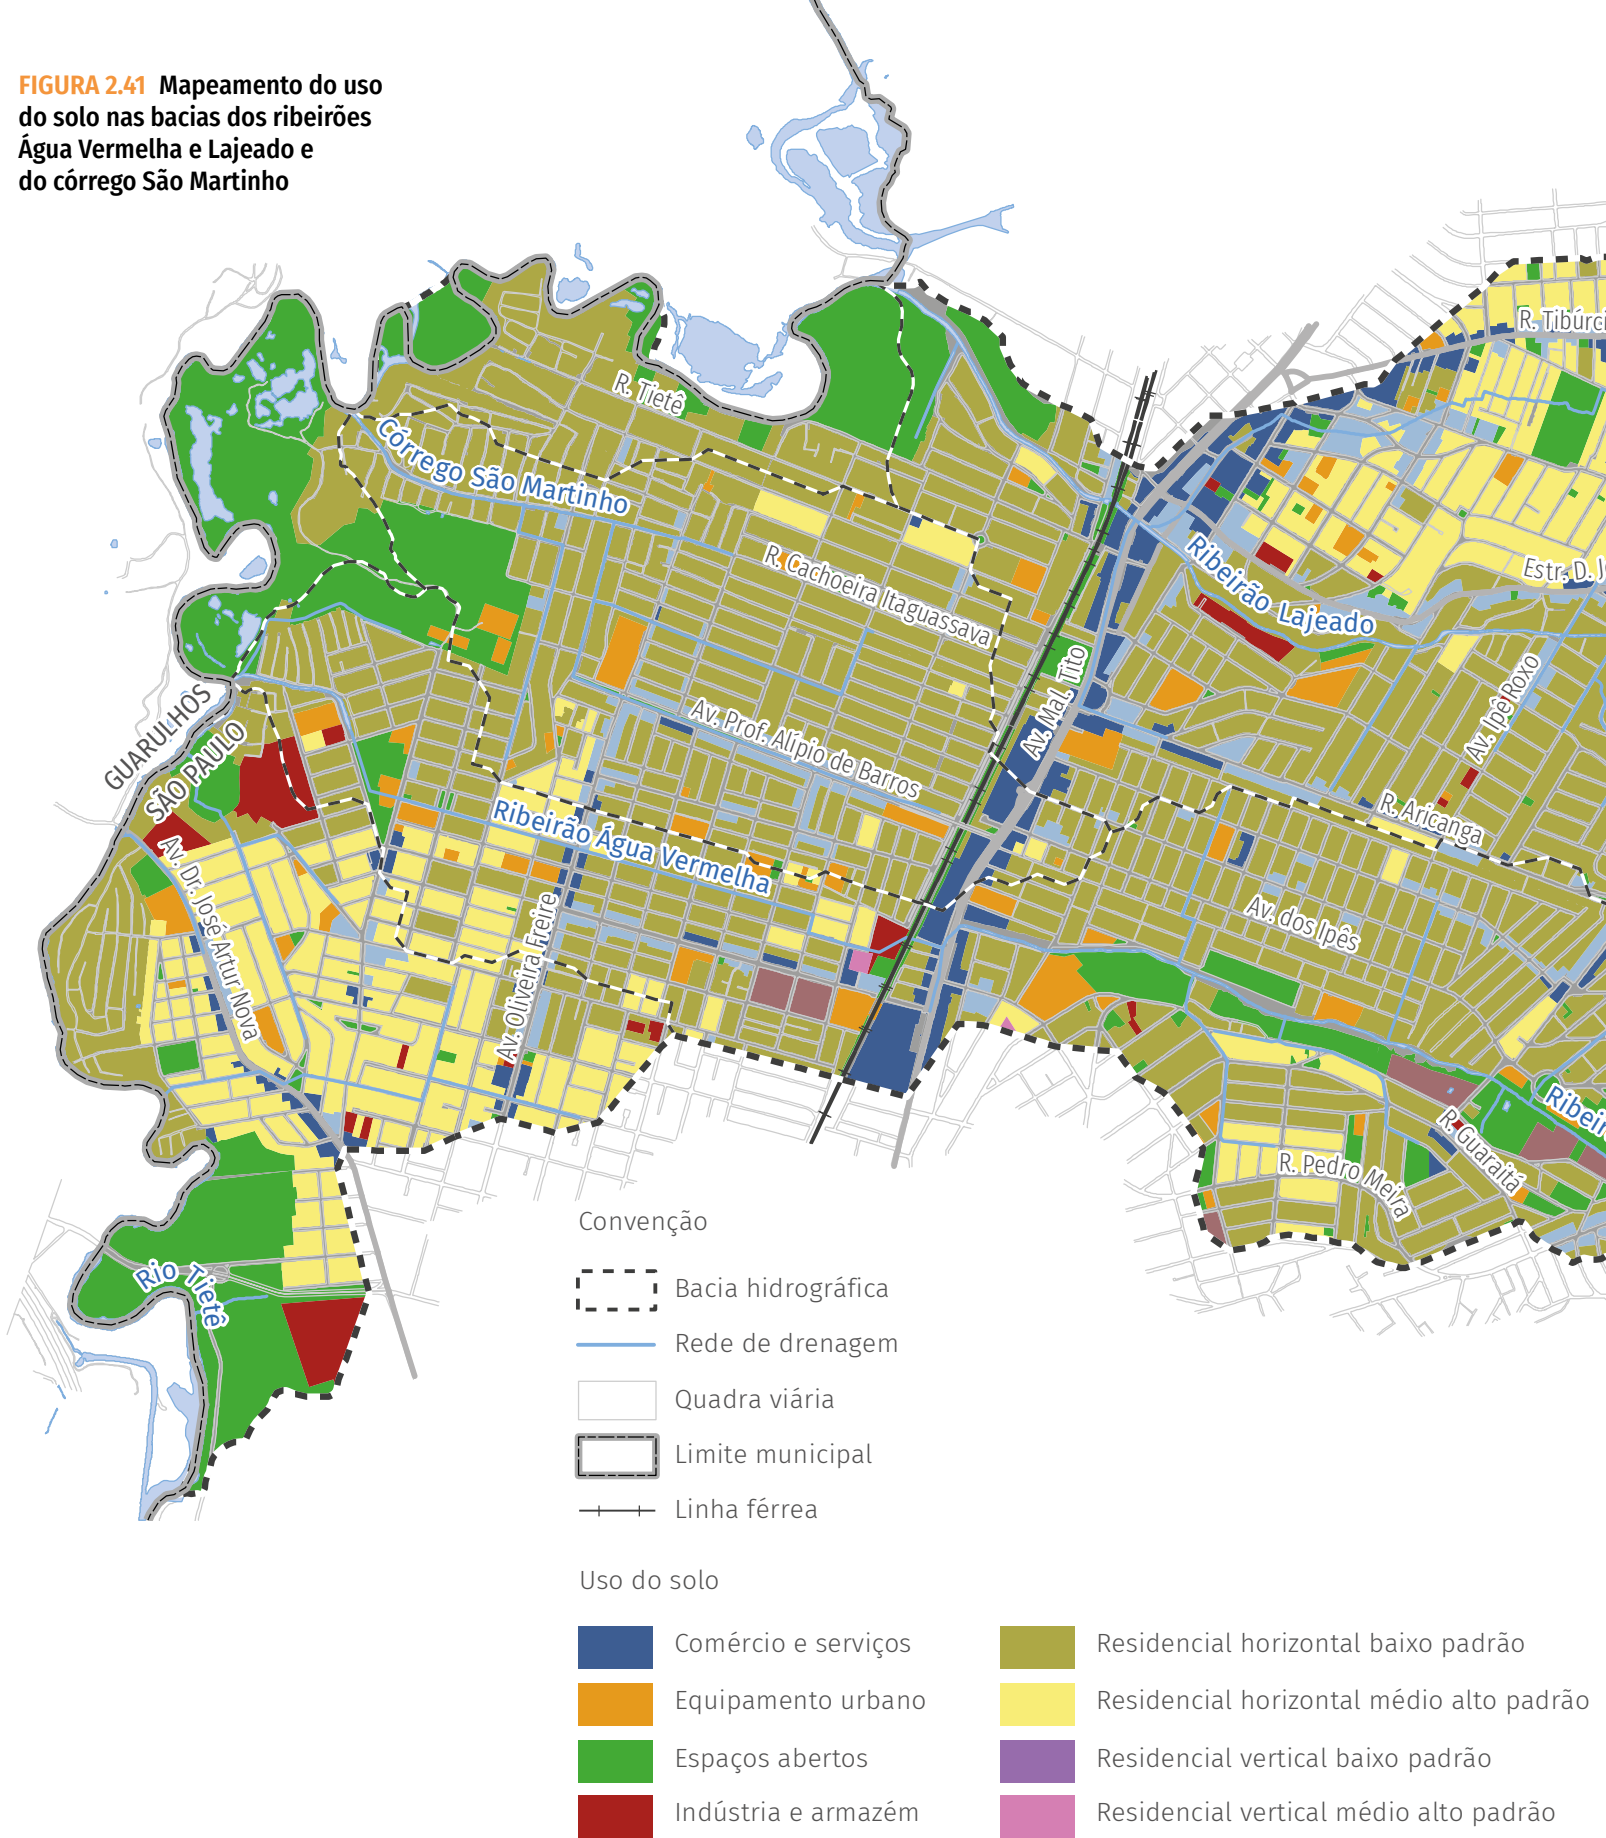 FIGURA 2.41 Mapeamento do uso
do solo nas bacias dos ribeirões
Água Vermelha e Lajeado e
do córrego São Martinho
R. Tibúrci
R. Tietê
Córrego São Martinho
R. Cachoeira Itaguassava
Ribeirão Lajeado
Estr. D. J
Av. Mal. Tito
Av. Ipê Roxo
GUARULHOS
SÃO PAULO
Av. Prof. Alípio de Barros
R. Aricanga
Ribeirão Água Vermelha
Av. Dr. José Artur Nova
Av. Oliveira Freire
Av. dos Ipês
Ribeir
R. Guaraitá
R. Pedro Meira
Rio Tietê
Convenção
Bacia hidrográfica
Rede de drenagem
Quadra viária
Limite municipal
Linha férrea
Uso do solo
Comércio e serviços
Equipamento urbano
Espaços abertos
Indústria e armazém
Residencial horizontal baixo padrão
Residencial horizontal médio alto padrão
Residencial vertical baixo padrão
Residencial vertical médio alto padrão